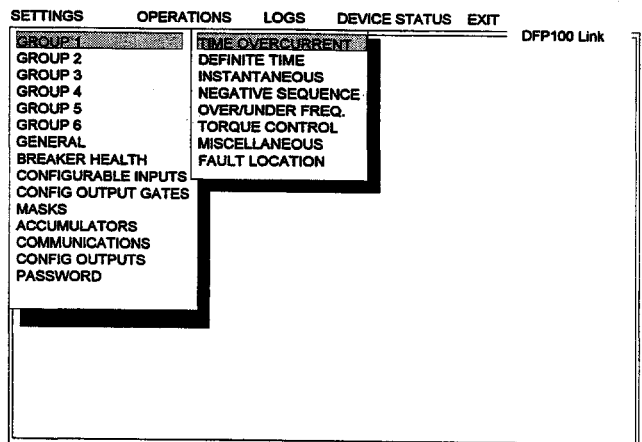 SETTINGS OPERATIONS LOGS DEVICE STATUS EXIT
DFP100 Link
GROUP 1
GROUP 2
GROUP 3
GROUP 4
GROUP 5
GROUP 6
GENERAL
BREAKER HEALTH
CONFIGURABLE INPUTS
CONFIG OUTPUT GATES
MASKS
ACCUMULATORS
COMMUNICATIONS
CONFIG OUTPUTS
PASSWORD
TIME OVERCURRENT
DEFINITE TIME
INSTANTANEOUS
NEGATIVE SEQUENCE
OVER/UNDER FREQ.
TORQUE CONTROL
MISCELLANEOUS
FAULT LOCATION